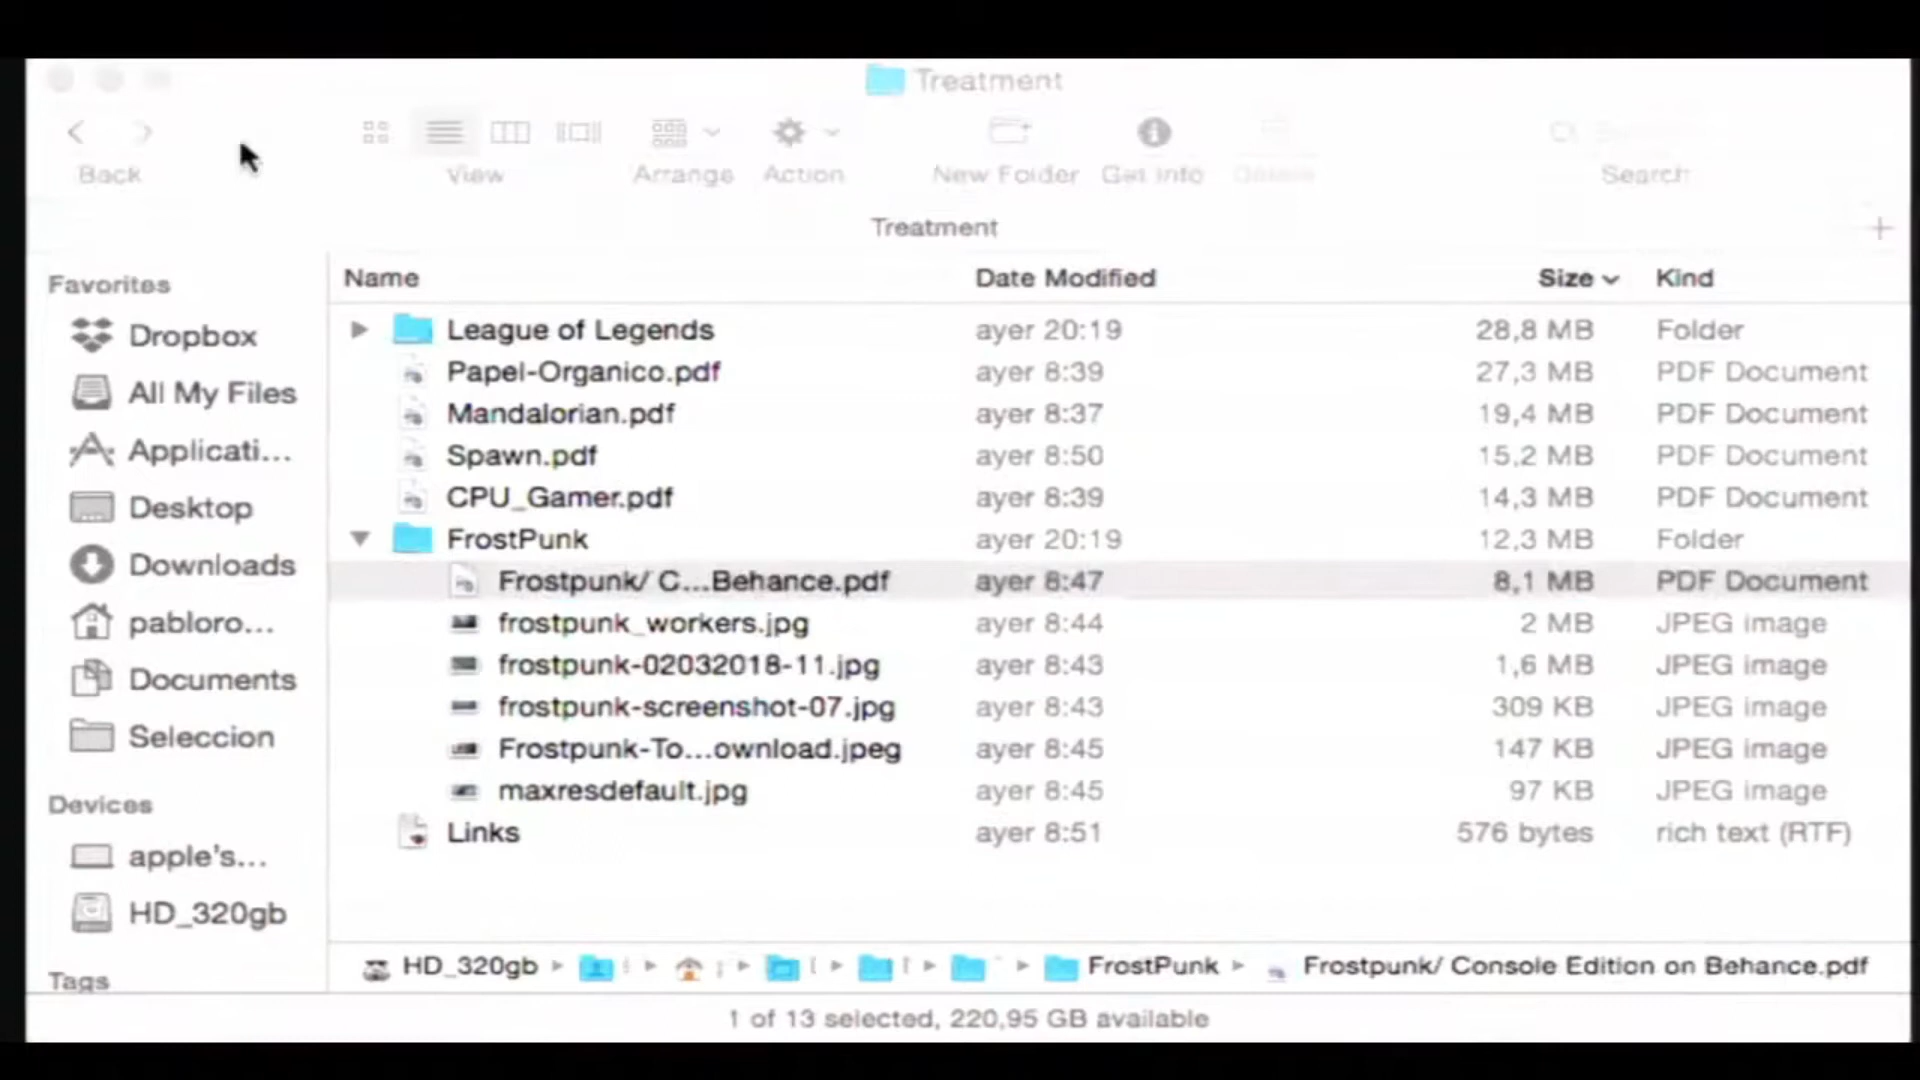 Treatment
Back
View
Arrange
Action
New Folder
Get Info
Delete
Search
Treatment
Favorites
Dropbox
All My Files
Applicati...
Desktop
Downloads
pabloro...
Documents
Seleccion
Devices
apple's...
HD_320gb
Tags
Name Date Modified Size Kind
League of Legends ayer 20:19 28,8 MB Folder
Papel-Organico.pdf ayer 8:39 27,3 MB PDF Document
Mandalorian.pdf ayer 8:37 19,4 MB PDF Document
Spawn.pdf ayer 8:50 15,2 MB PDF Document
CPU_Gamer.pdf ayer 8:39 14,3 MB PDF Document
FrostPunk ayer 20:19 12,3 MB Folder
Frostpunk/ C...Behance.pdf ayer 8:47 8,1 MB PDF Document
frostpunk_workers.jpg ayer 8:44 2 MB JPEG image
frostpunk-02032018-11.jpg ayer 8:43 1,6 MB JPEG image
frostpunk-screenshot-07.jpg ayer 8:43 309 KB JPEG image
Frostpunk-To...ownload.jpeg ayer 8:45 147 KB JPEG image
maxresdefault.jpg ayer 8:45 97 KB JPEG image
Links ayer 8:51 576 bytes rich text (RTF)
HD_320gb FrostPunk Frostpunk/ Console Edition on Behance.pdf
1 of 13 selected, 220,95 GB available